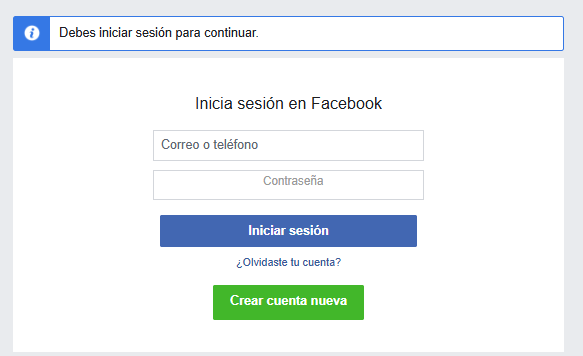 Debes iniciar sesión para continuar.
Inicia sesión en Facebook
Correo o teléfono
Contraseña
Iniciar sesión
¿Olvidaste tu cuenta?
Crear cuenta nueva